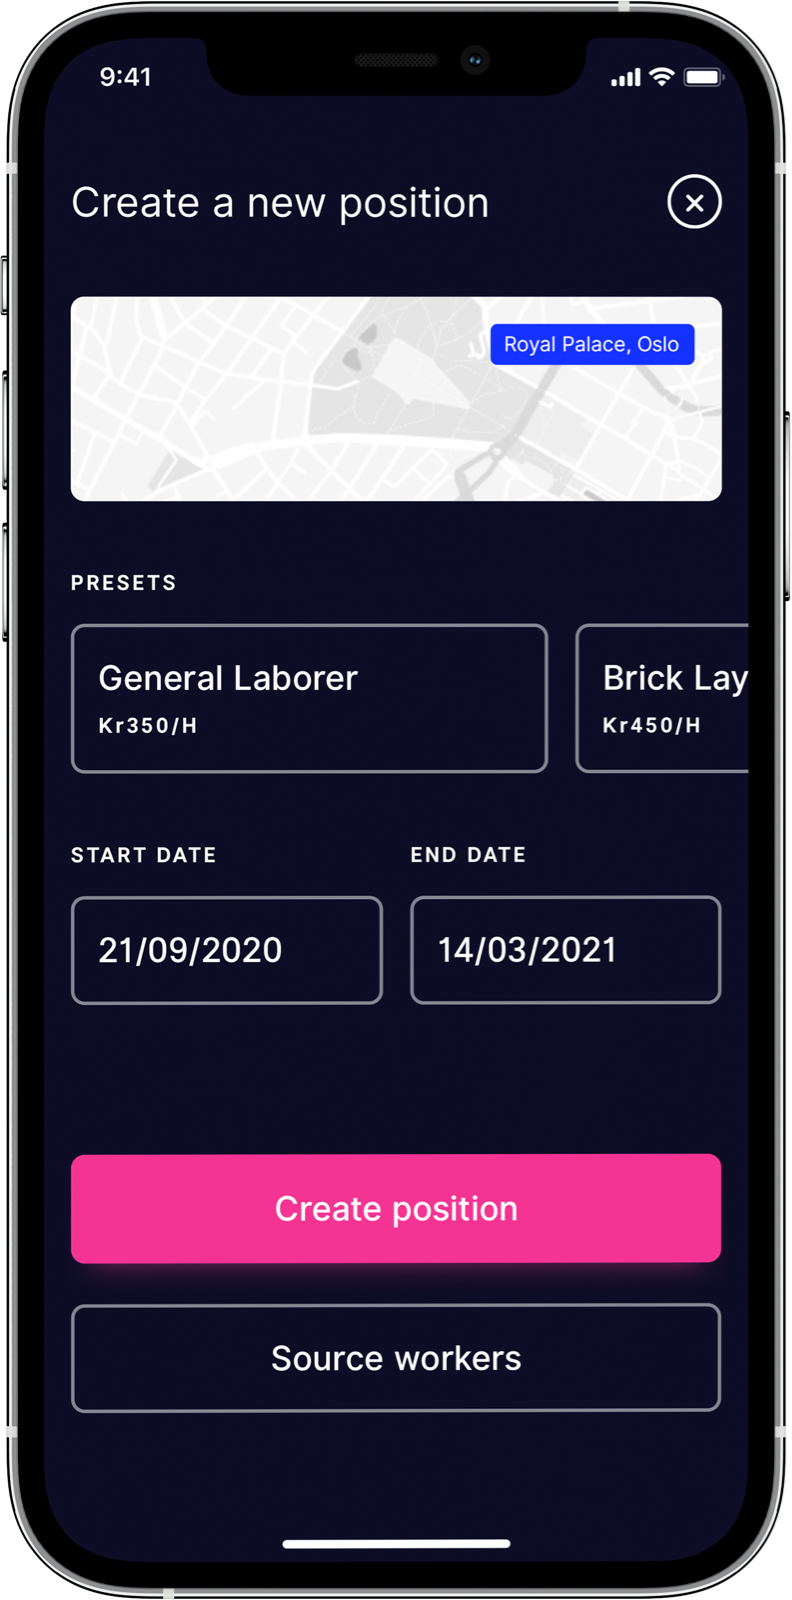 9:41
Create a new position
Royal Palace, Oslo
PRESETS
General Laborer
Brick Lay
Kr350/H
Kr450/H
START DATE
END DATE
21/09/2020
14/03/2021
Create position
Source workers